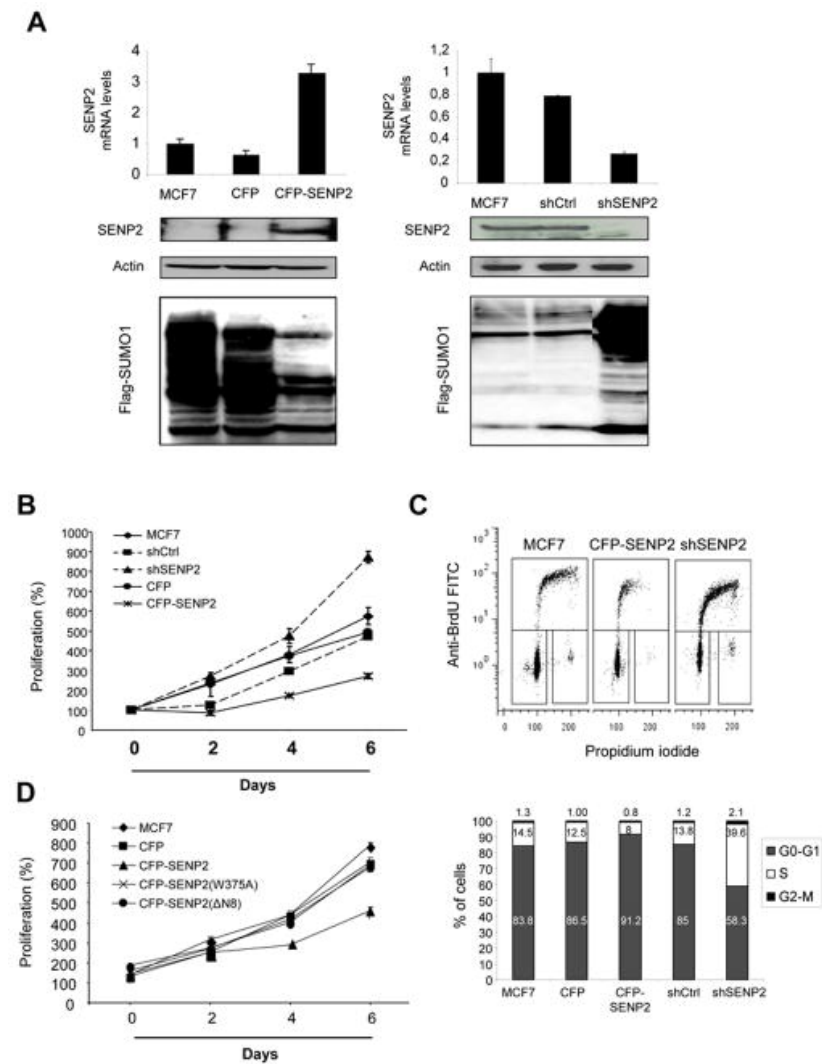 A
SENP2
mRNA levels
4
3
2
1
0
MCF7 CFP CFP-SENP2
SENP2
Actin
Flag-SUMO1
SENP2
mRNA levels
1,2
1
0,8
0,6
0,4
0,2
0
MCF7 shCtrl shSENP2
SENP2
Actin
Flag-SUMO1
B
Proliferation (%)
1000
900
800
700
600
500
400
300
200
100
0
MCF7
shCtrl
shSENP2
CFP
CFP-SENP2
0 2 4 6
Days
C
MCF7 CFP-SENP2 shSENP2
Anti-BrdU FITC
10³
10²
10¹
10⁰
0 100 200 100 200 100 200
Propidium iodide
D
Proliferation (%)
900
800
700
600
500
400
300
200
100
0
MCF7
CFP
CFP-SENP2
CFP-SENP2(W375A)
CFP-SENP2(ΔN8)
0 2 4 6
Days
% of cells
100
90
80
70
60
50
40
30
20
10
0
1.3 1.00 0.8 1.2 2.1
14.5 12.5 8 13.8 39.6
83.8 86.5 91.2 85 58.3
MCF7 CFP CFP-
SENP2 shCtrl shSENP2
G0-G1
S
G2-M